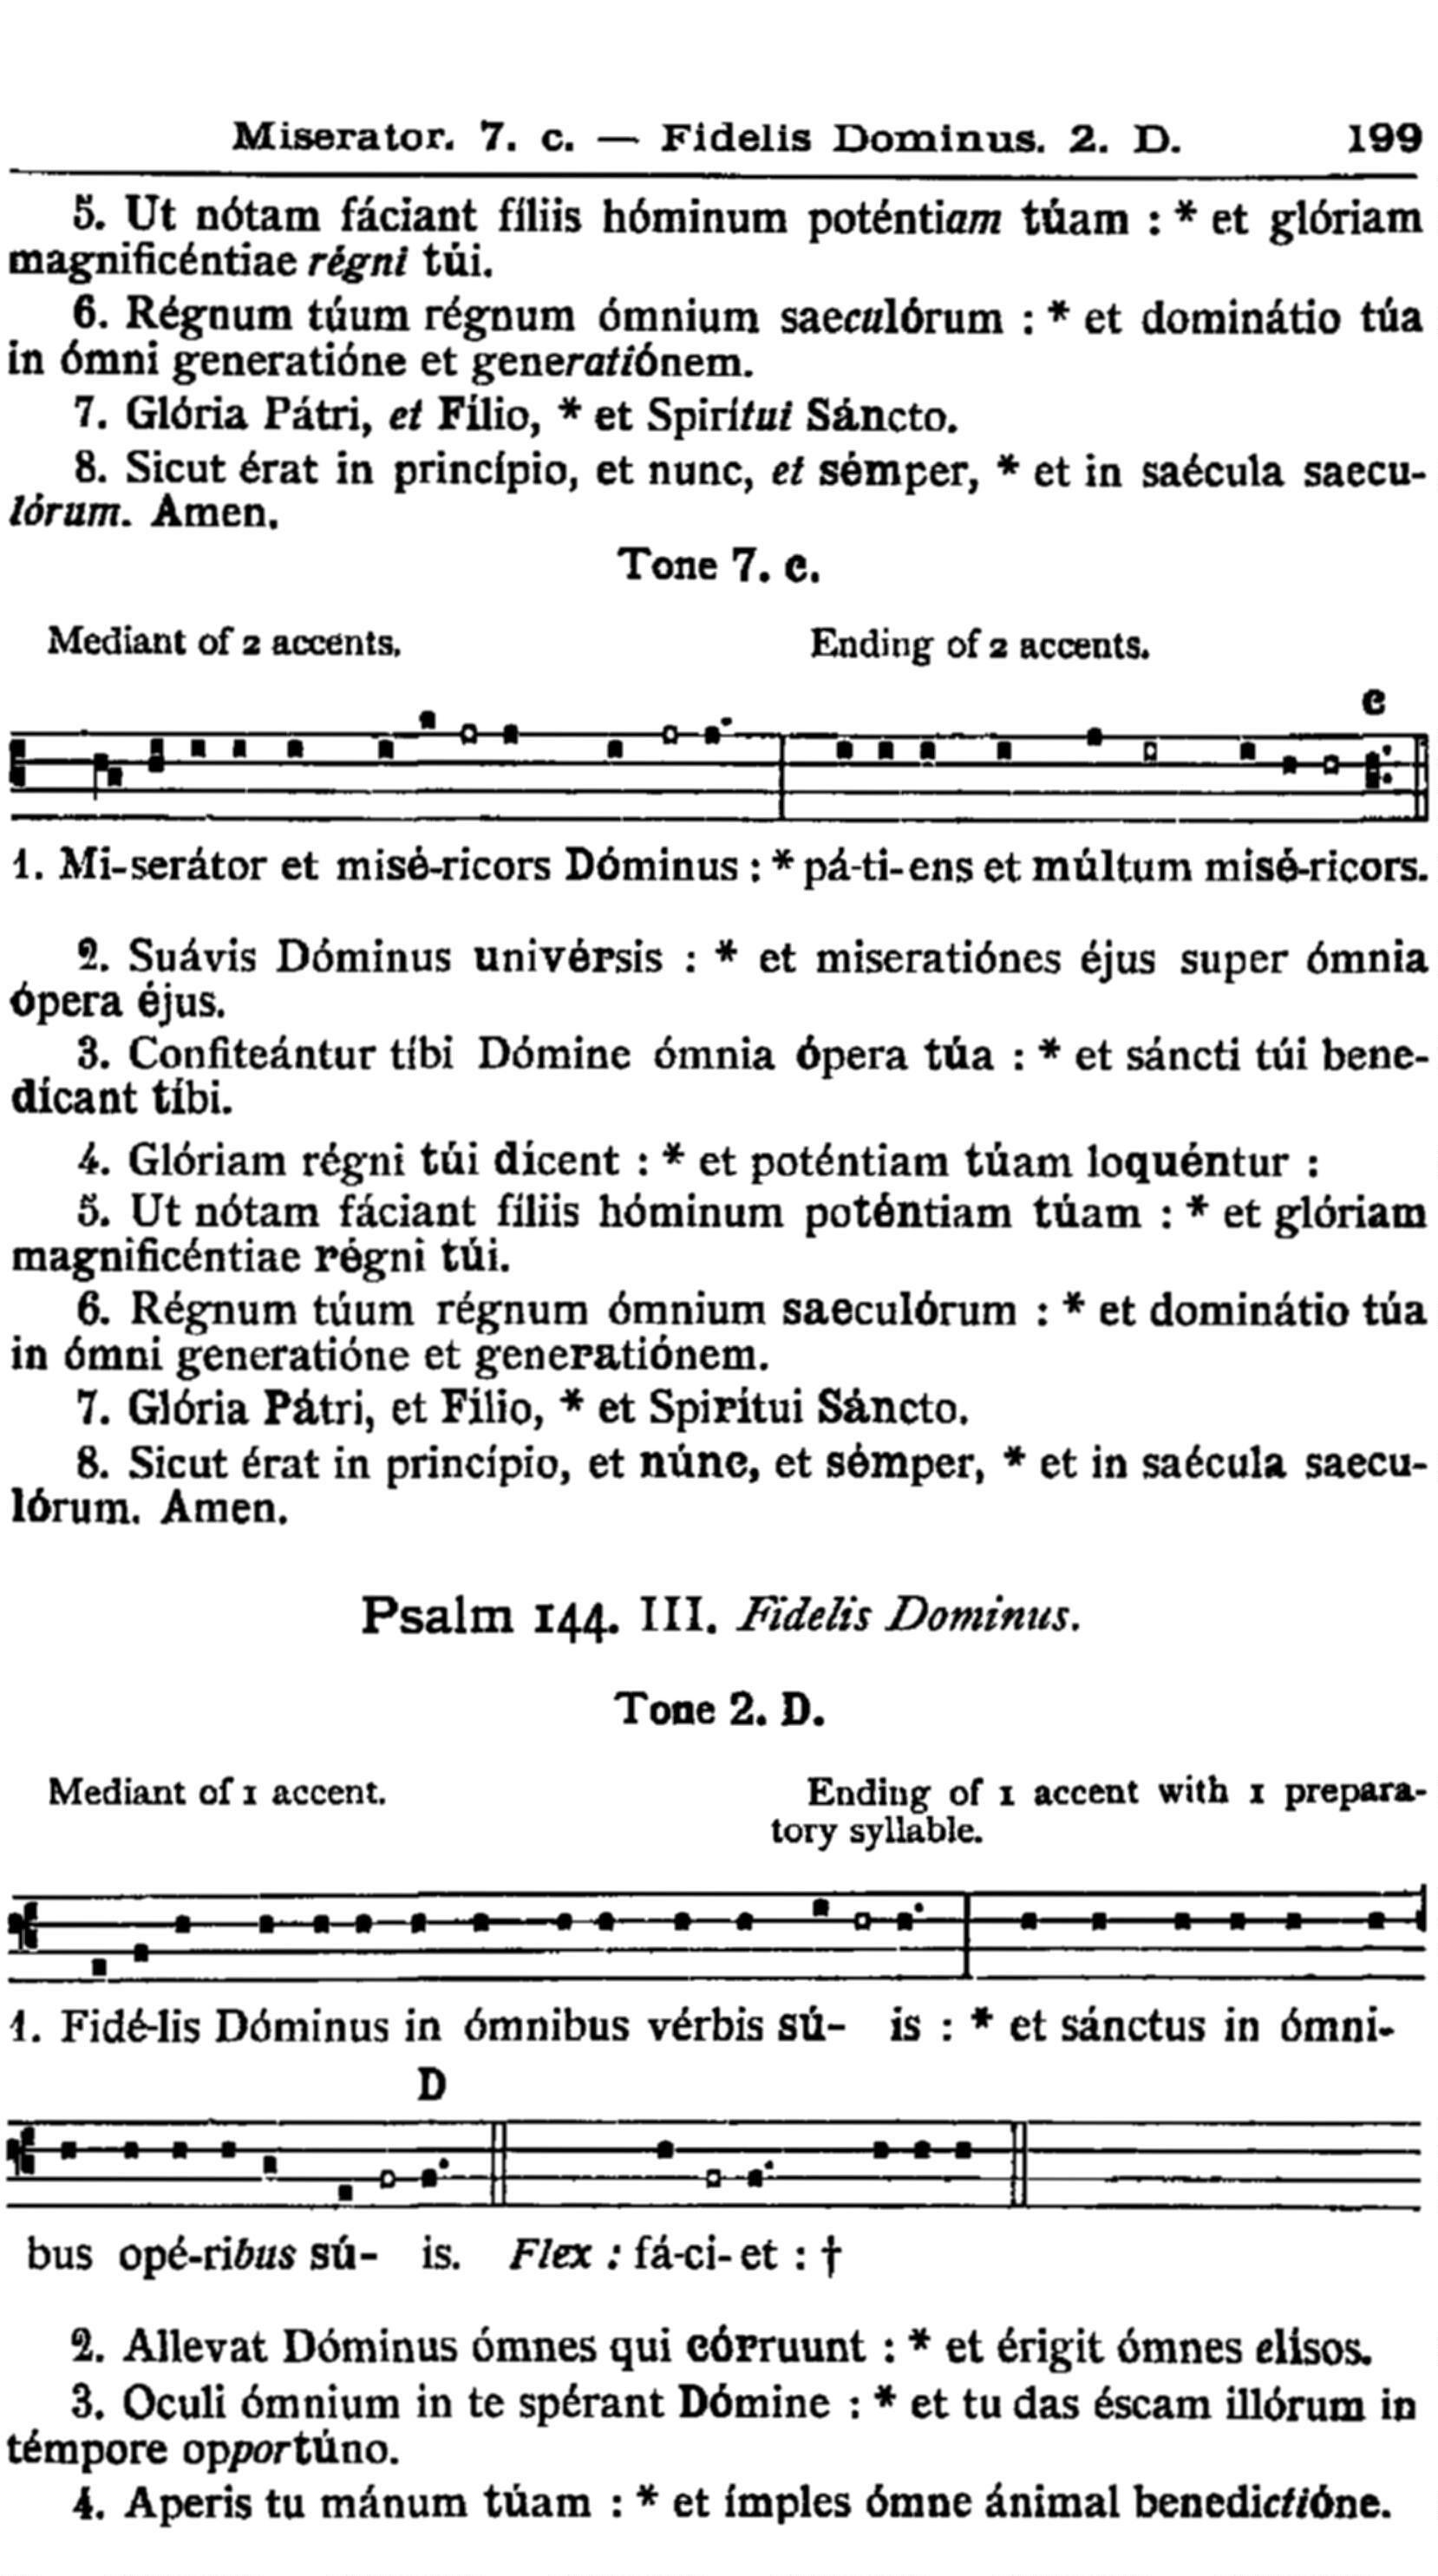 Miserator. 7. c. — Fidelis Dominus. 2. D. 199
5. Ut nótam fáciant fíliis hóminum poténtiam túam : * et glóriam
magnificéntiae régni túi.
6. Régnum túum régnum ómnium saeculórum : * et dominátio túa
in ómni generatióne et generatiónem.
7. Glória Pátri, et Fílio, * et Spirítui Sáncto.
8. Sicut érat in princípio, et nunc, et sémper, * et in saécula saecu-
lórum. Amen.
Tone 7. c.
Mediant of 2 accents. Ending of 2 accents.
c
1. Mi-serátor et misé-ricors Dóminus : * pá-ti-ens et múltum misé-ricors.
2. Suávis Dóminus univérsis : * et miseratiónes éjus super ómnia
ópera éjus.
3. Confiteántur tíbi Dómine ómnia ópera túa : * et sáncti túi bene-
dícant tíbi.
4. Glóriam régni túi dícent : * et poténtiam túam loquéntur :
5. Ut nótam fáciant fíliis hóminum poténtiam túam : * et glóriam
magnificéntiae régni túi.
6. Régnum túum régnum ómnium saeculórum : * et dominátio túa
in ómni generatióne et generatiónem.
7. Glória Pátri, et Fílio, * et Spirítui Sáncto.
8. Sicut érat in princípio, et núnc, et sémper, * et in saécula saecu-
lórum. Amen.
Psalm 144. III. Fidelis Dominus.
Tone 2. D.
Mediant of 1 accent. Ending of 1 accent with 1 prepara-
tory syllable.
1. Fidé-lis Dóminus in ómnibus vérbis sú- is : * et sánctus in ómni-
D
bus opé-ribus sú- is. Flex : fá-ci- et : †
2. Allevat Dóminus ómnes qui córruunt : * et érigit ómnes elísos.
3. Oculi ómnium in te spérant Dómine : * et tu das éscam illórum in
témpore opportúno.
4. Aperis tu mánum túam : * et ímples ómne ánimal benedictióne.